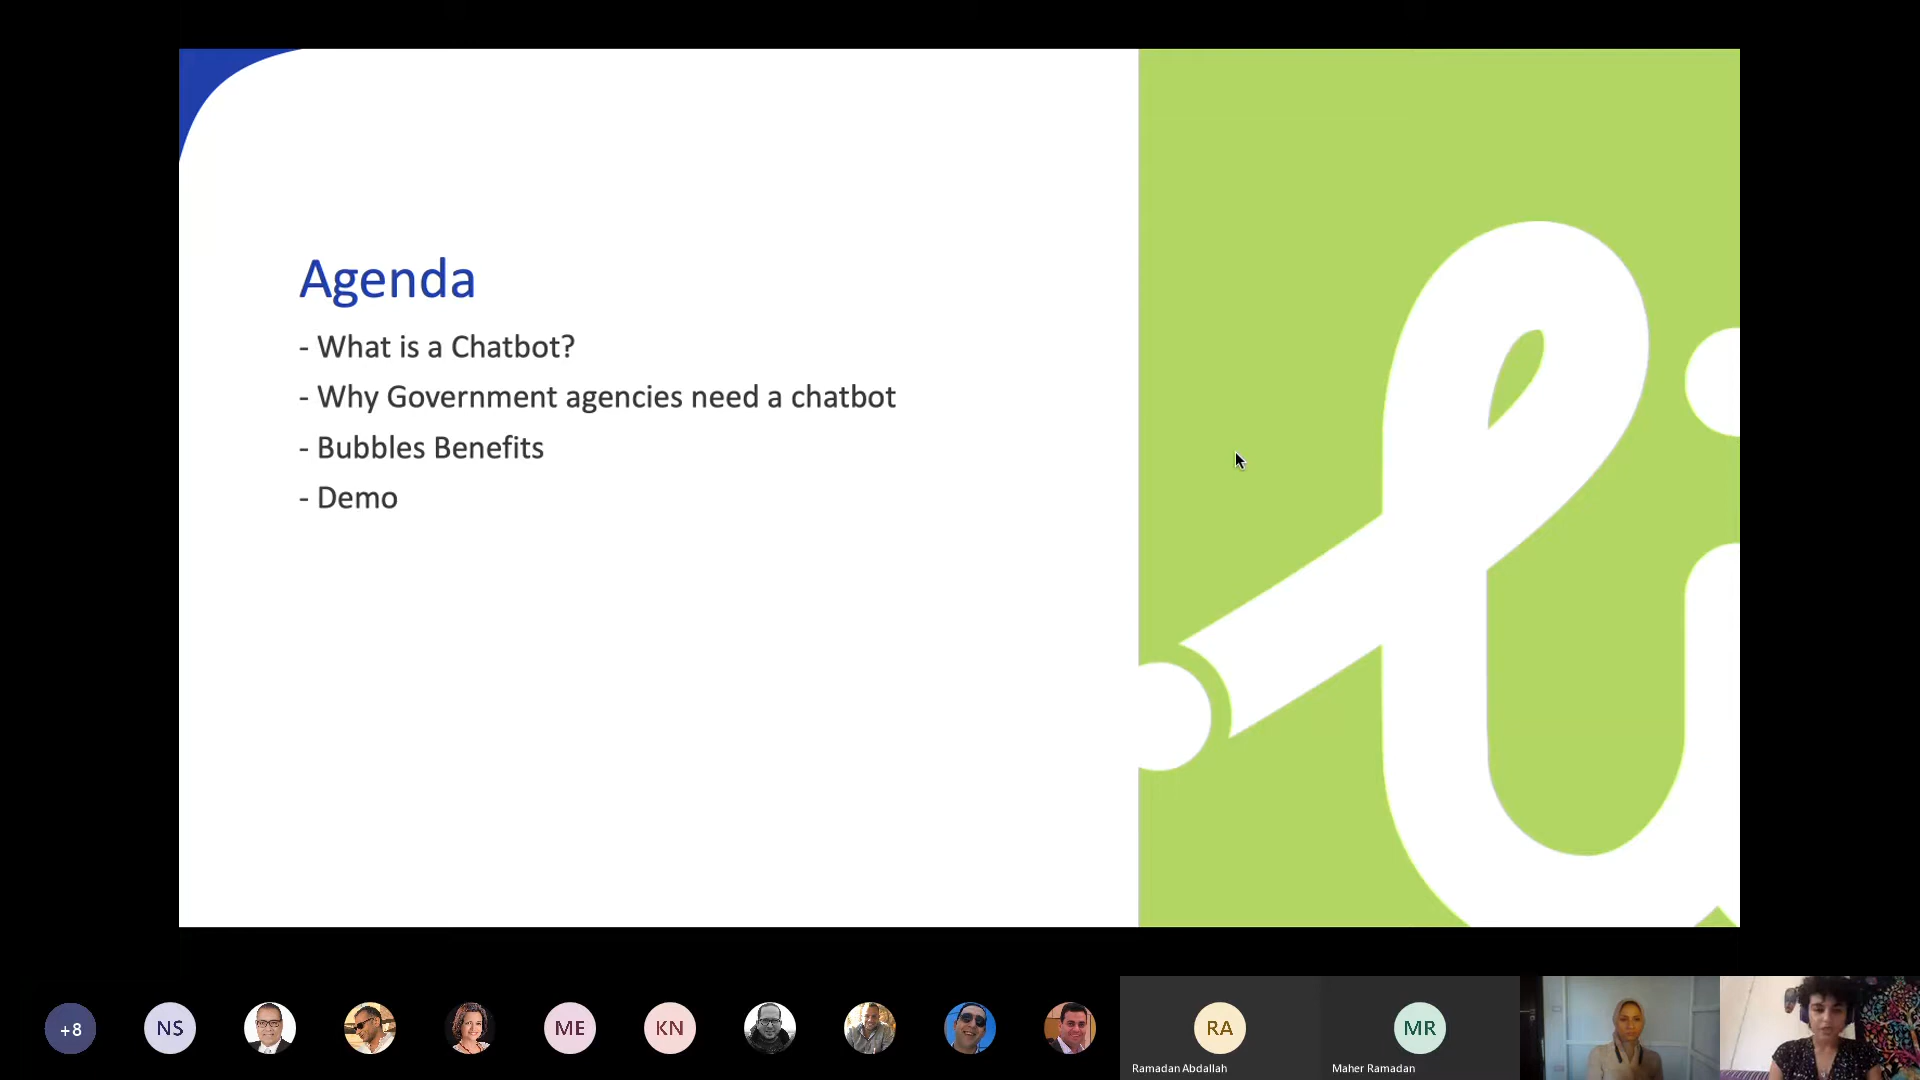 Agenda
- What is a Chatbot?
- Why Government agencies need a chatbot
- Bubbles Benefits
- Demo
+8
NS
ME
KN
RA
MR
Ramadan Abdallah
Maher Ramadan